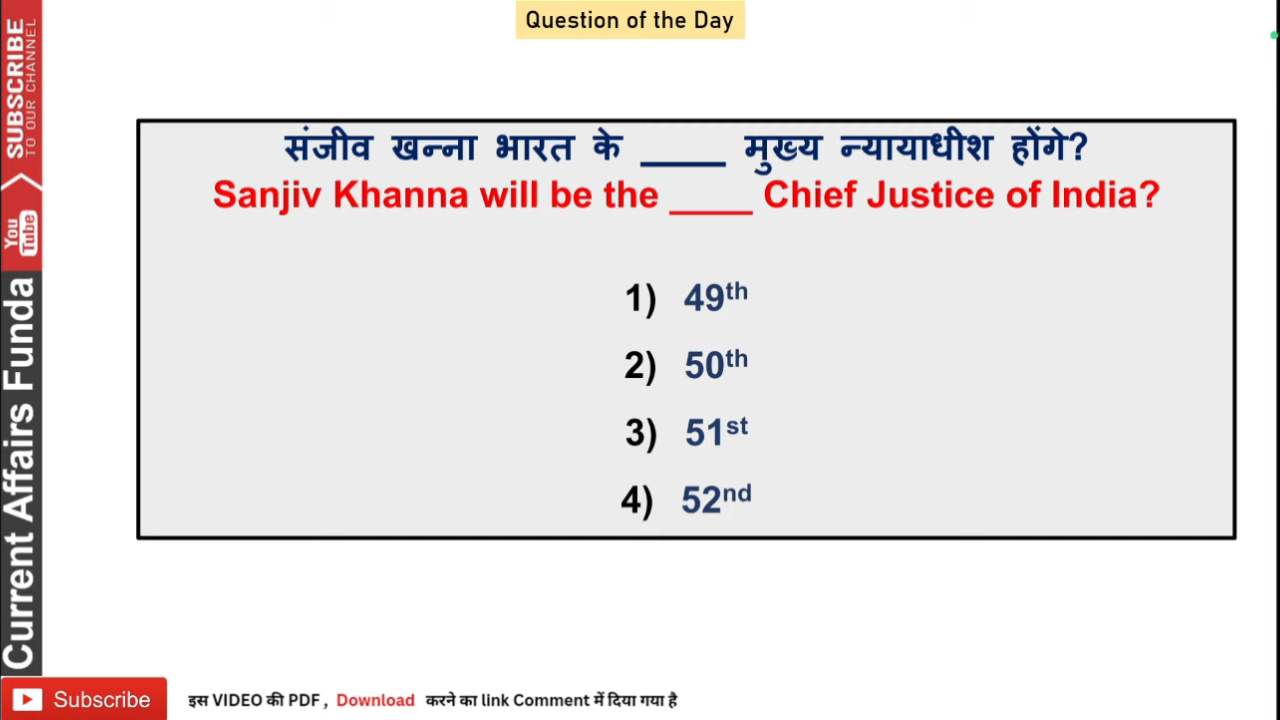 Question of the Day
SUBSCRIBE
TO OUR CHANNEL
You
Tube
Current Affairs Funda
संजीव खन्ना भारत के _____ मुख्य न्यायाधीश होंगे?
Sanjiv Khanna will be the _____ Chief Justice of India?
1) 49th
2) 50th
3) 51st
4) 52nd
Subscribe
इस VIDEO की PDF , Download करने का link Comment में दिया गया है